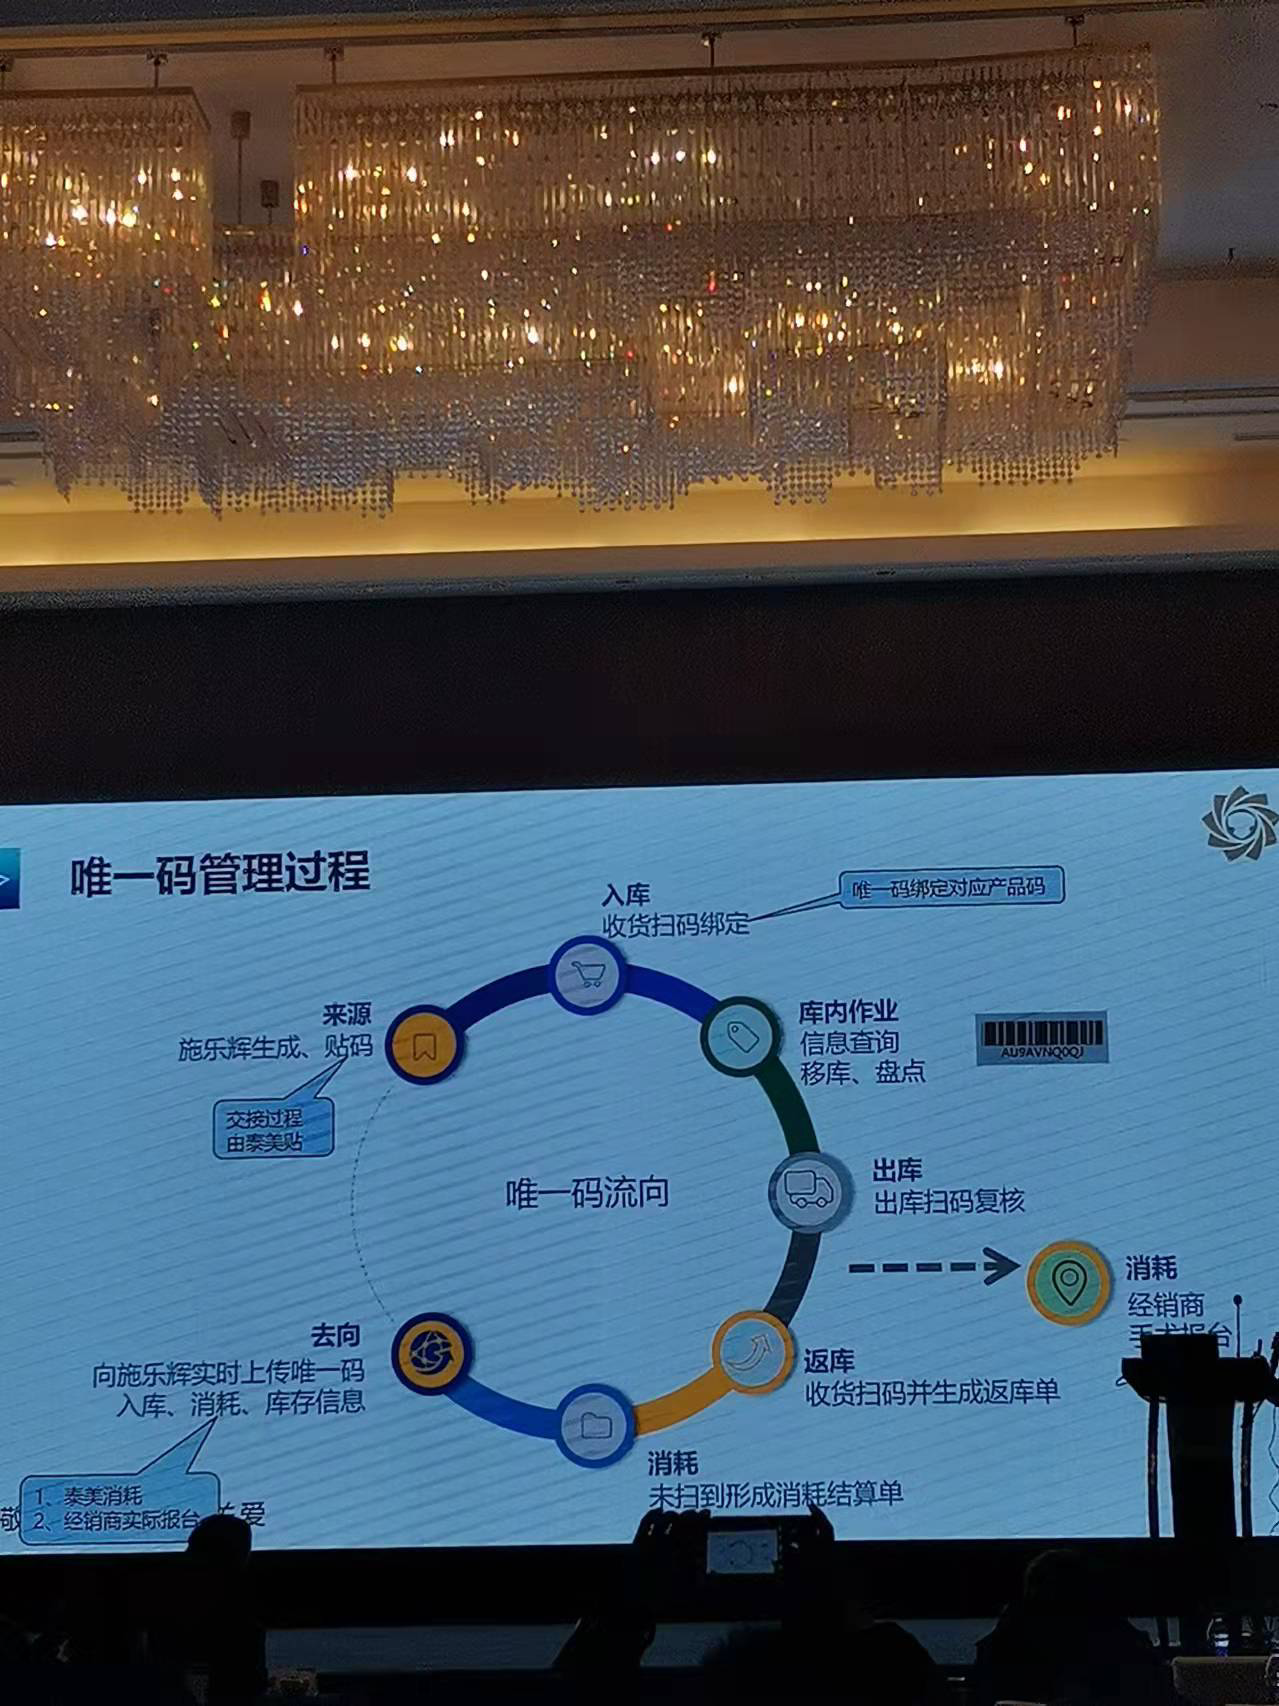 唯一码管理过程
入库
收货扫码绑定
唯一码绑定对应产品码
来源
施乐辉生成、贴码
交接过程
由泰美贴
库内作业
信息查询
移库、盘点
AU9AVNQ0QJ
唯一码流向
出库
出库扫码复核
消耗
经销商
手术报台
返库
收货扫码并生成返库单
消耗
未扫到形成消耗结算单
去向
向施乐辉实时上传唯一码
入库、消耗、库存信息
1、泰美消耗
2、经销商实际报台
敬
爱